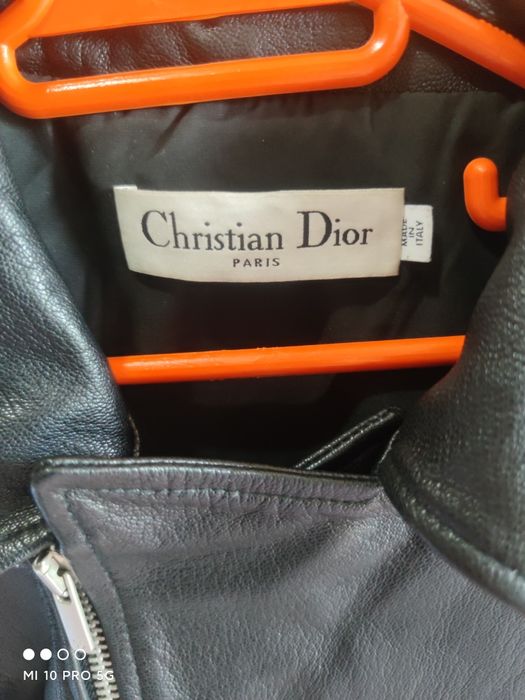 Christian Dior
PARIS
MADE
IN
ITALY
MI 10 PRO 5G